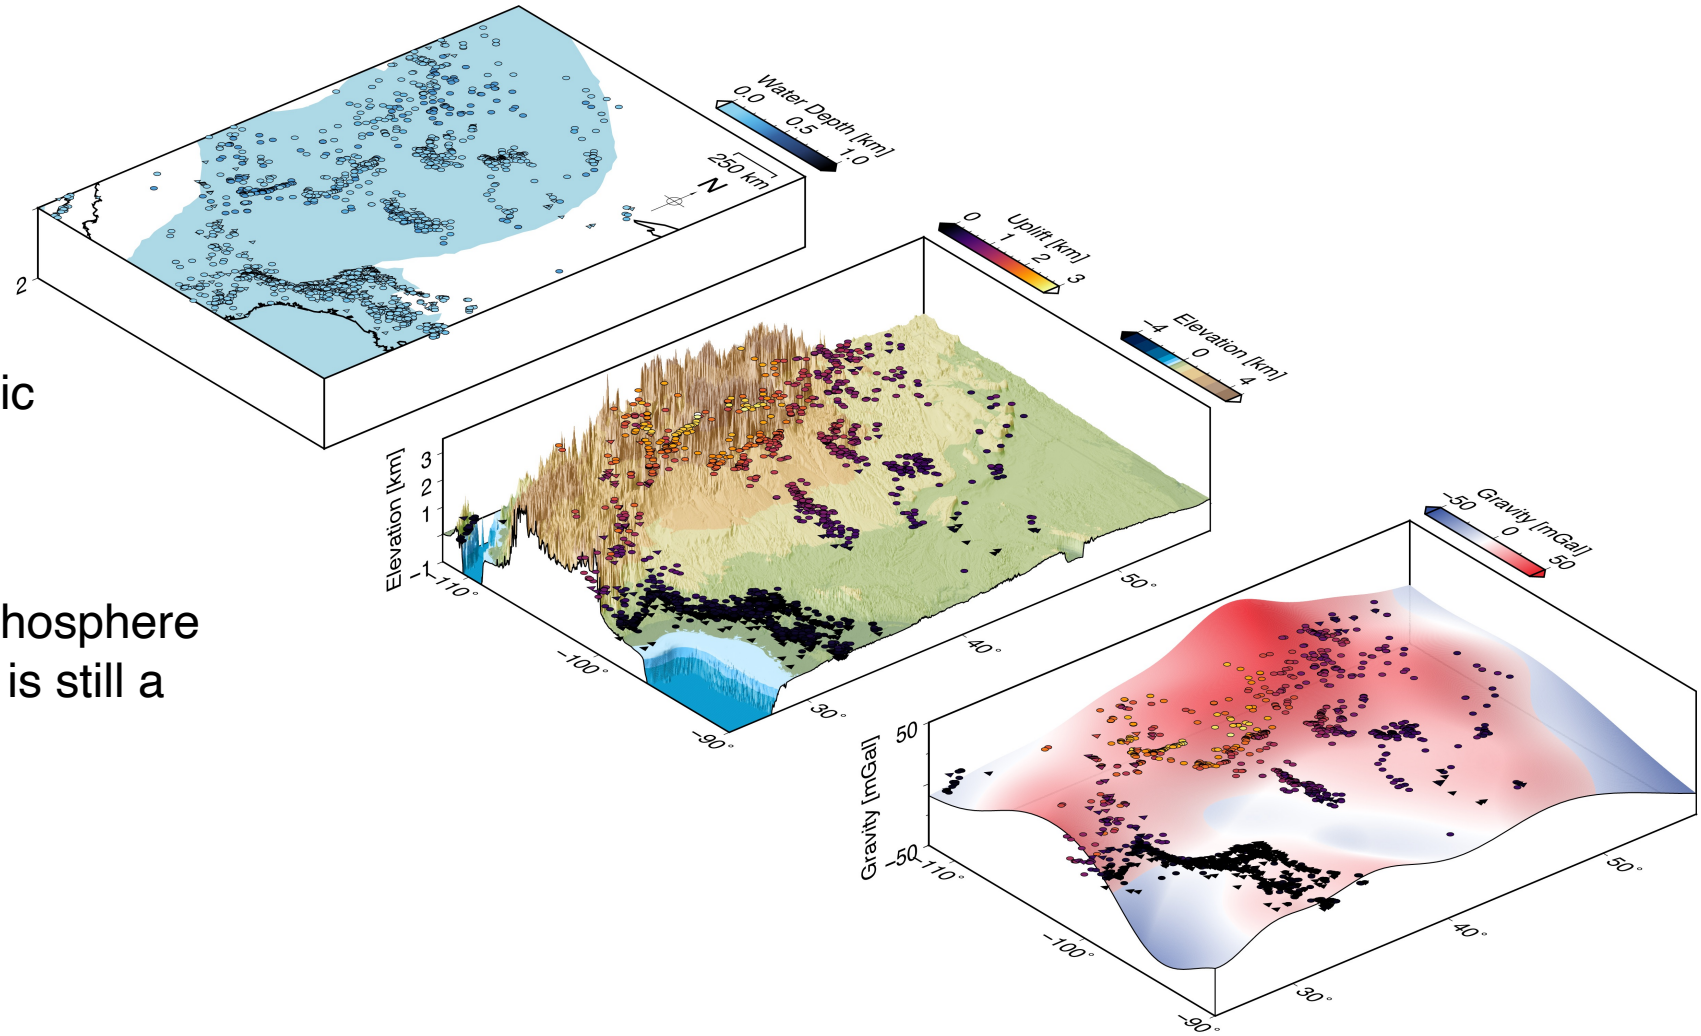 Water Depth [km]
0.0 0.5 1.0
250 km
N
2
ic
hosphere
is still a
Uplift [km]
0 1 2 3
Elevation [km]
−4 0 4
Elevation [km]
3
2
1
−1
−110°
−100°
−90°
30°
40°
50°
Gravity [mGal]
−50 0 50
Gravity [mGal]
50
−50
−110°
−100°
−90°
30°
40°
50°